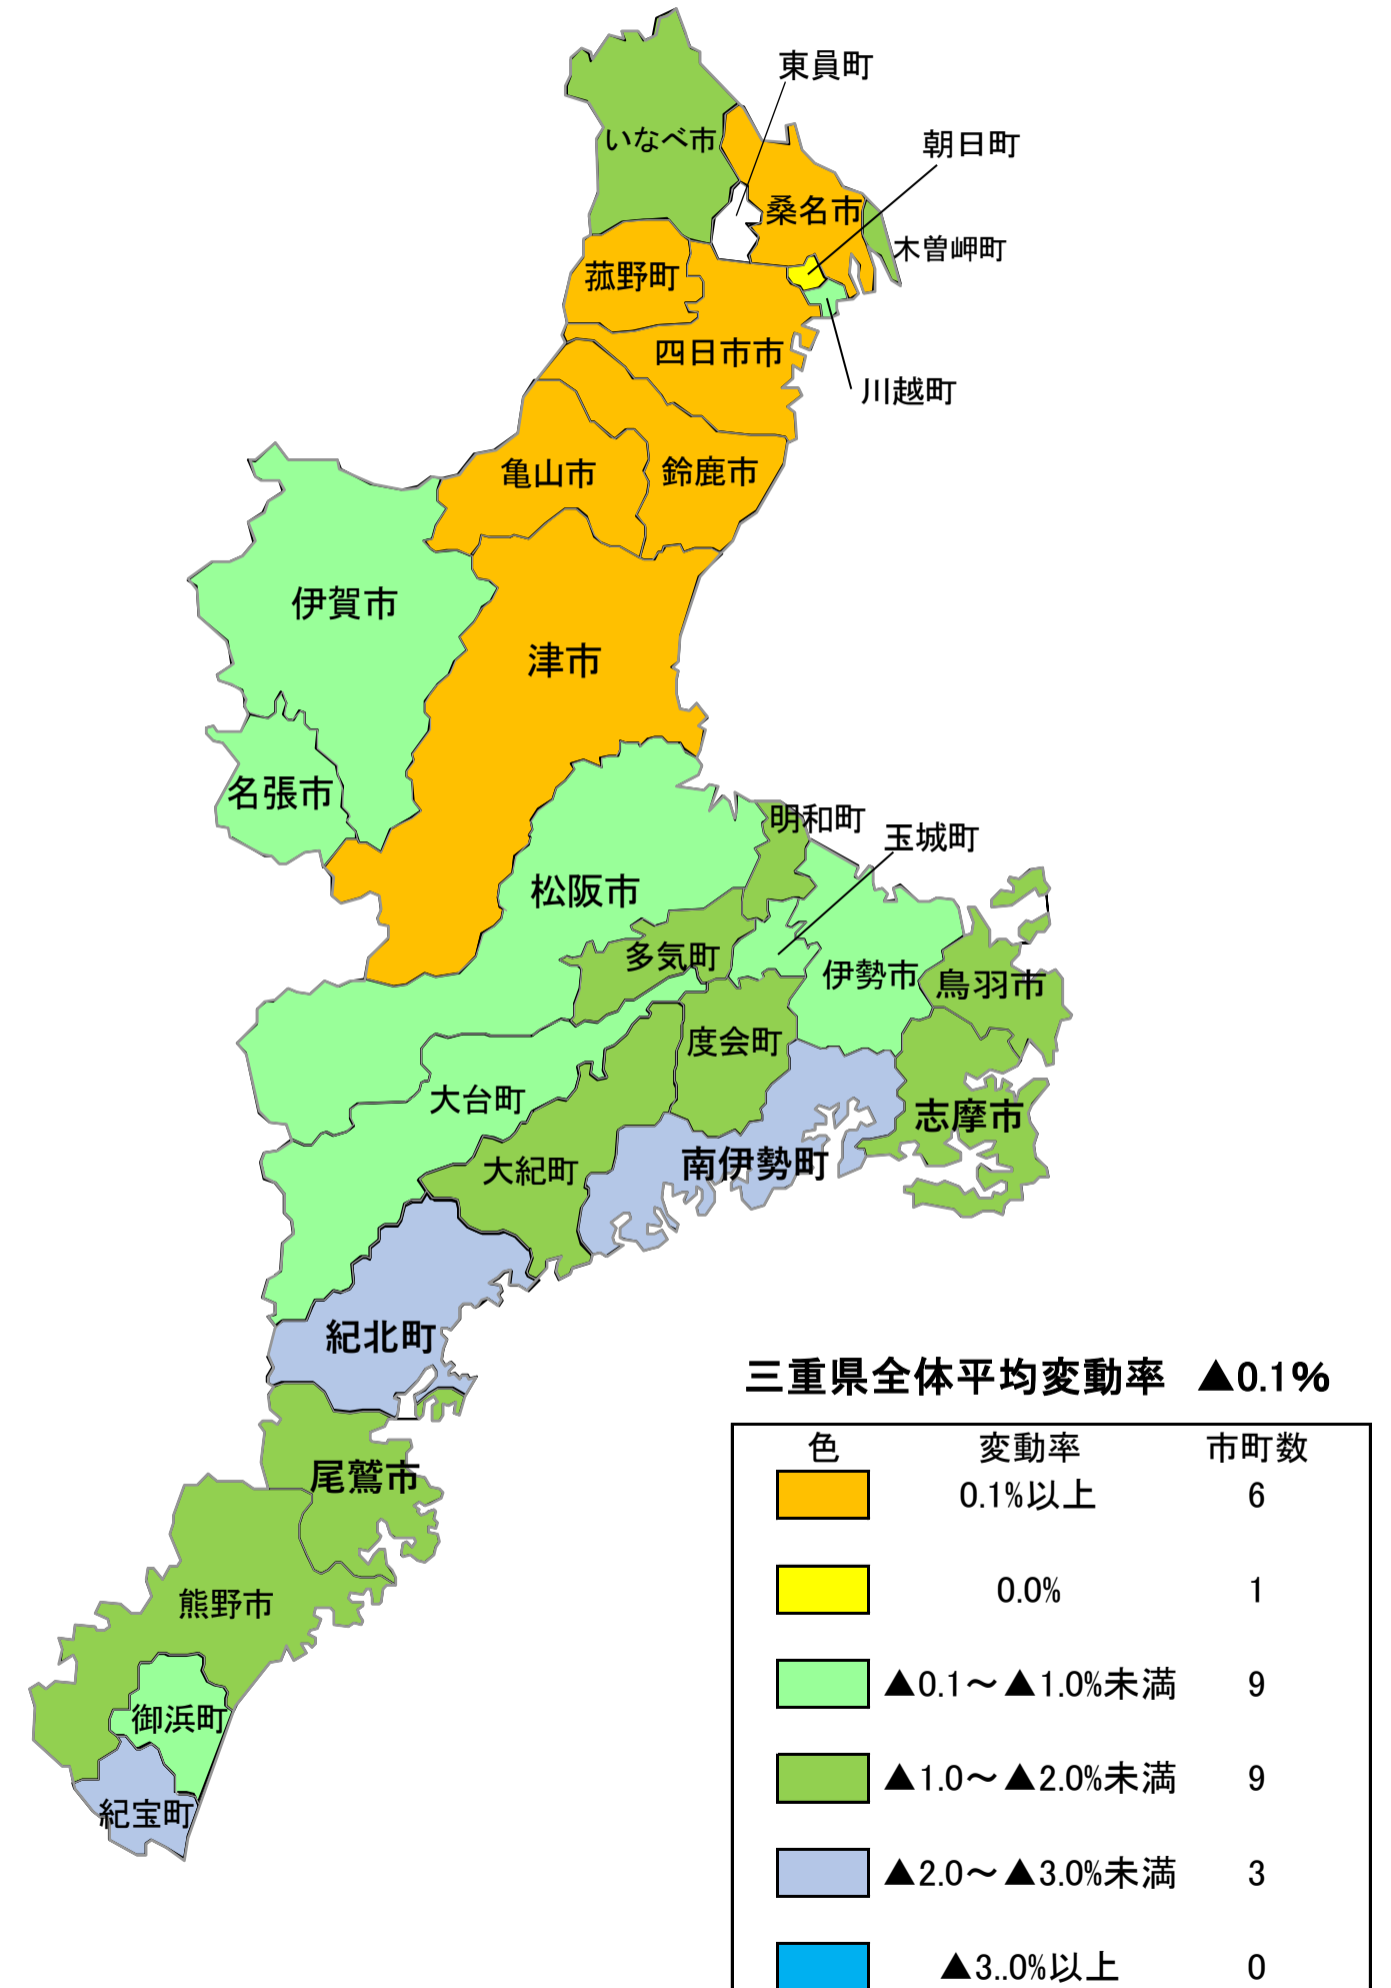 東員町
朝日町
いなべ市
桑名市
木曽岬町
菰野町
四日市市
川越町
亀山市
鈴鹿市
伊賀市
津市
名張市
明和町
玉城町
松阪市
多気町
伊勢市
鳥羽市
度会町
大台町
志摩市
南伊勢町
大紀町
紀北町
尾鷲市
熊野市
御浜町
紀宝町
三重県全体平均変動率 ▲0.1%
色 変動率 市町数
0.1%以上 6
0.0% 1
▲0.1～▲1.0%未満 9
▲1.0～▲2.0%未満 9
▲2.0～▲3.0%未満 3
▲3..0%以上 0